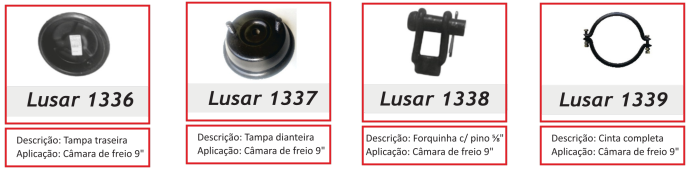 Lusar 1336
Descrição: Tampa traseira
Aplicação: Câmara de freio 9"
Lusar 1337
Descrição: Tampa dianteira
Aplicação: Câmara de freio 9"
Lusar 1338
Descrição: Forquinha c/ pino ⅝"
Aplicação: Câmara de freio 9"
Lusar 1339
Descrição: Cinta completa
Aplicação: Câmara de freio 9"